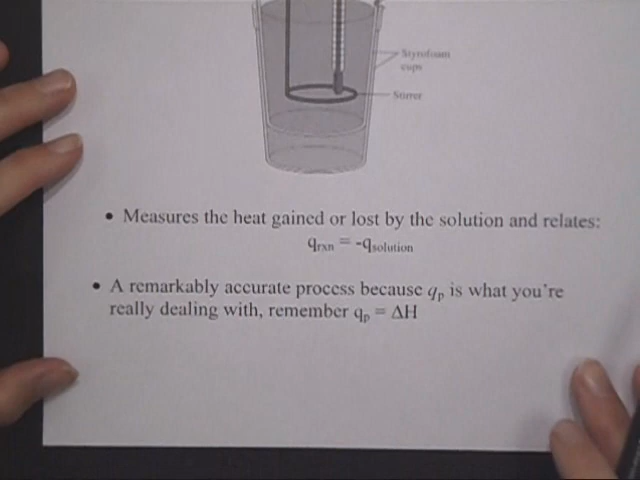 Styrofoam
cups
Stirrer
• Measures the heat gained or lost by the solution and relates:
qrxn = -qsolution
• A remarkably accurate process because qp is what you're
really dealing with, remember qp = ΔH